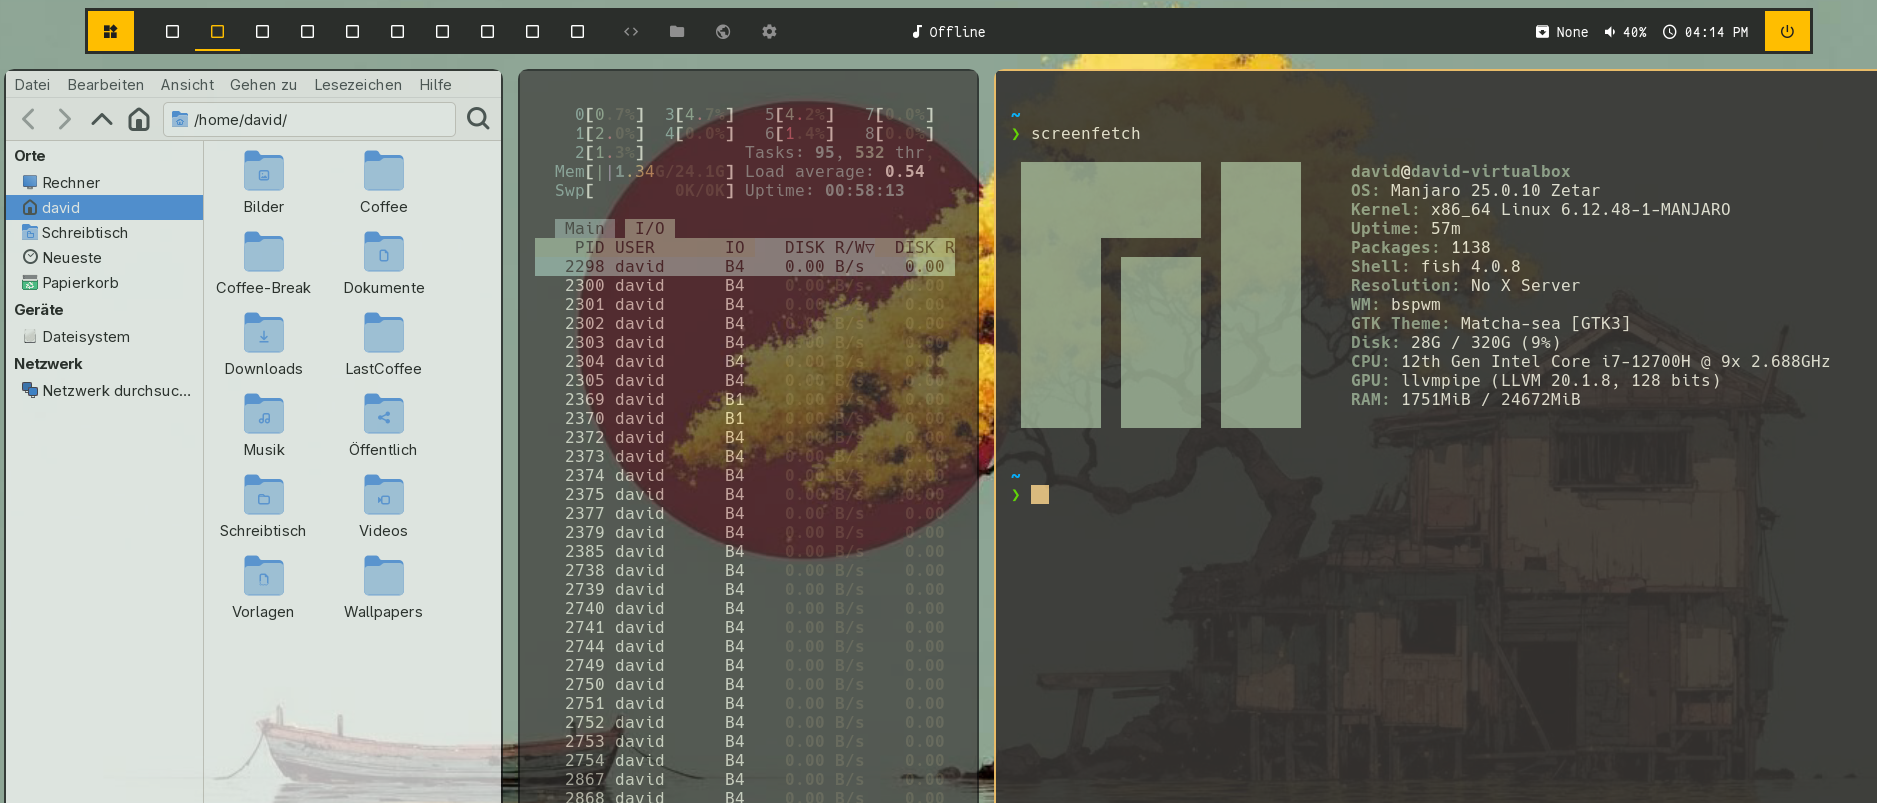 Offline
None 40% 04:14 PM
Datei Bearbeiten Ansicht Gehen zu Lesezeichen Hilfe
/home/david/
Orte
Rechner
david
Schreibtisch
Neueste
Papierkorb
Geräte
Dateisystem
Netzwerk
Netzwerk durchsuc...
Bilder Coffee
Coffee-Break Dokumente
Downloads LastCoffee
Musik Öffentlich
Schreibtisch Videos
Vorlagen Wallpapers
0[0.7%] 3[4.7%] 5[4.2%] 7[0.0%]
1[2.0%] 4[0.0%] 6[1.4%] 8[0.0%]
2[1.3%] Tasks: 95, 532 thr,
Mem[||1.34G/24.1G] Load average: 0.54
Swp[ 0K/0K] Uptime: 00:58:13
Main I/O
PID USER IO DISK R/W▽ DISK R
2298 david B4 0.00 B/s 0.00
2300 david B4 0.00 B/s 0.00
2301 david B4 0.00 B/s 0.00
2302 david B4 0.00 B/s 0.00
2303 david B4 0.00 B/s 0.00
2304 david B4 0.00 B/s 0.00
2305 david B4 0.00 B/s 0.00
2369 david B1 0.00 B/s 0.00
2370 david B1 0.00 B/s 0.00
2372 david B4 0.00 B/s 0.00
2373 david B4 0.00 B/s 0.00
2374 david B4 0.00 B/s 0.00
2375 david B4 0.00 B/s 0.00
2377 david B4 0.00 B/s 0.00
2379 david B4 0.00 B/s 0.00
2385 david B4 0.00 B/s 0.00
2738 david B4 0.00 B/s 0.00
2739 david B4 0.00 B/s 0.00
2740 david B4 0.00 B/s 0.00
2741 david B4 0.00 B/s 0.00
2744 david B4 0.00 B/s 0.00
2749 david B4 0.00 B/s 0.00
2750 david B4 0.00 B/s 0.00
2751 david B4 0.00 B/s 0.00
2752 david B4 0.00 B/s 0.00
2753 david B4 0.00 B/s 0.00
2754 david B4 0.00 B/s 0.00
2867 david B4 0.00 B/s 0.00
2868 david B4 0.00 B/s 0.00
~
❯ screenfetch
david@david-virtualbox
OS: Manjaro 25.0.10 Zetar
Kernel: x86_64 Linux 6.12.48-1-MANJARO
Uptime: 57m
Packages: 1138
Shell: fish 4.0.8
Resolution: No X Server
WM: bspwm
GTK Theme: Matcha-sea [GTK3]
Disk: 28G / 320G (9%)
CPU: 12th Gen Intel Core i7-12700H @ 9x 2.688GHz
GPU: llvmpipe (LLVM 20.1.8, 128 bits)
RAM: 1751MiB / 24672MiB
~
❯